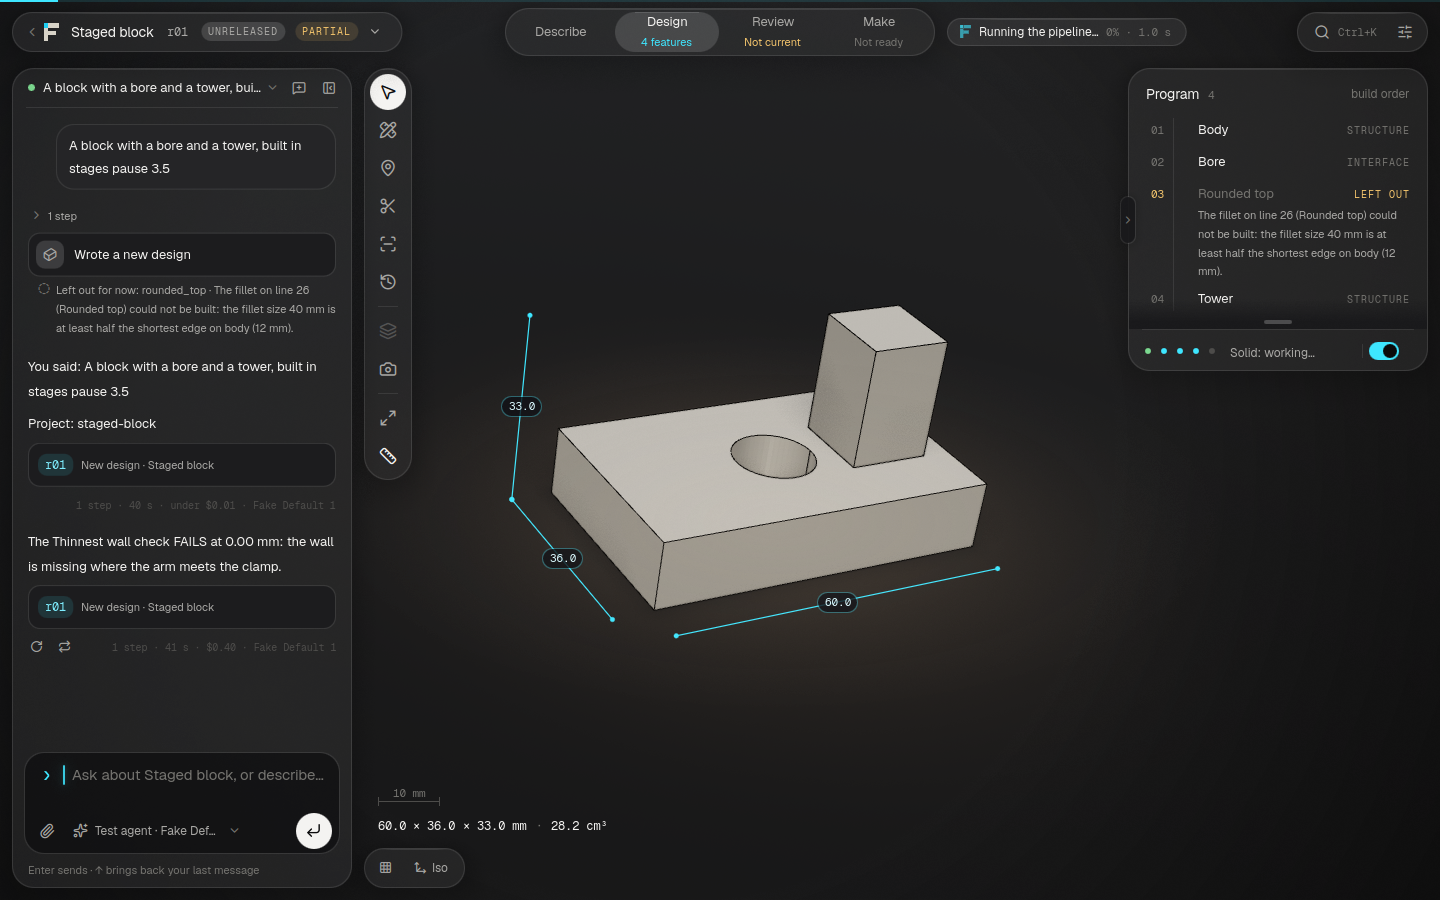 Staged block r01 UNRELEASED PARTIAL
Describe
Design
4 features
Review
Not current
Make
Not ready
Running the pipeline… 0% · 1.0 s
Ctrl+K
A block with a bore and a tower, bui…
A block with a bore and a tower, built in
stages pause 3.5
1 step
Wrote a new design
Left out for now: rounded_top · The fillet on line 26
(Rounded top) could not be built: the fillet size 40 mm is
at least half the shortest edge on body (12 mm).
You said: A block with a bore and a tower, built in
stages pause 3.5
Project: staged-block
r01 New design · Staged block
1 step · 40 s · under $0.01 · Fake Default 1
The Thinnest wall check FAILS at 0.00 mm: the wall
is missing where the arm meets the clamp.
r01 New design · Staged block
1 step · 41 s · $0.40 · Fake Default 1
Ask about Staged block, or describe…
Test agent · Fake Def…
Enter sends · ↑ brings back your last message
33.0
36.0
60.0
10 mm
60.0 × 36.0 × 33.0 mm · 28.2 cm³
Iso
Program 4 build order
01 Body STRUCTURE
02 Bore INTERFACE
03 Rounded top LEFT OUT
The fillet on line 26 (Rounded top) could
not be built: the fillet size 40 mm is at
least half the shortest edge on body (12
mm).
04 Tower STRUCTURE
Solid: working…